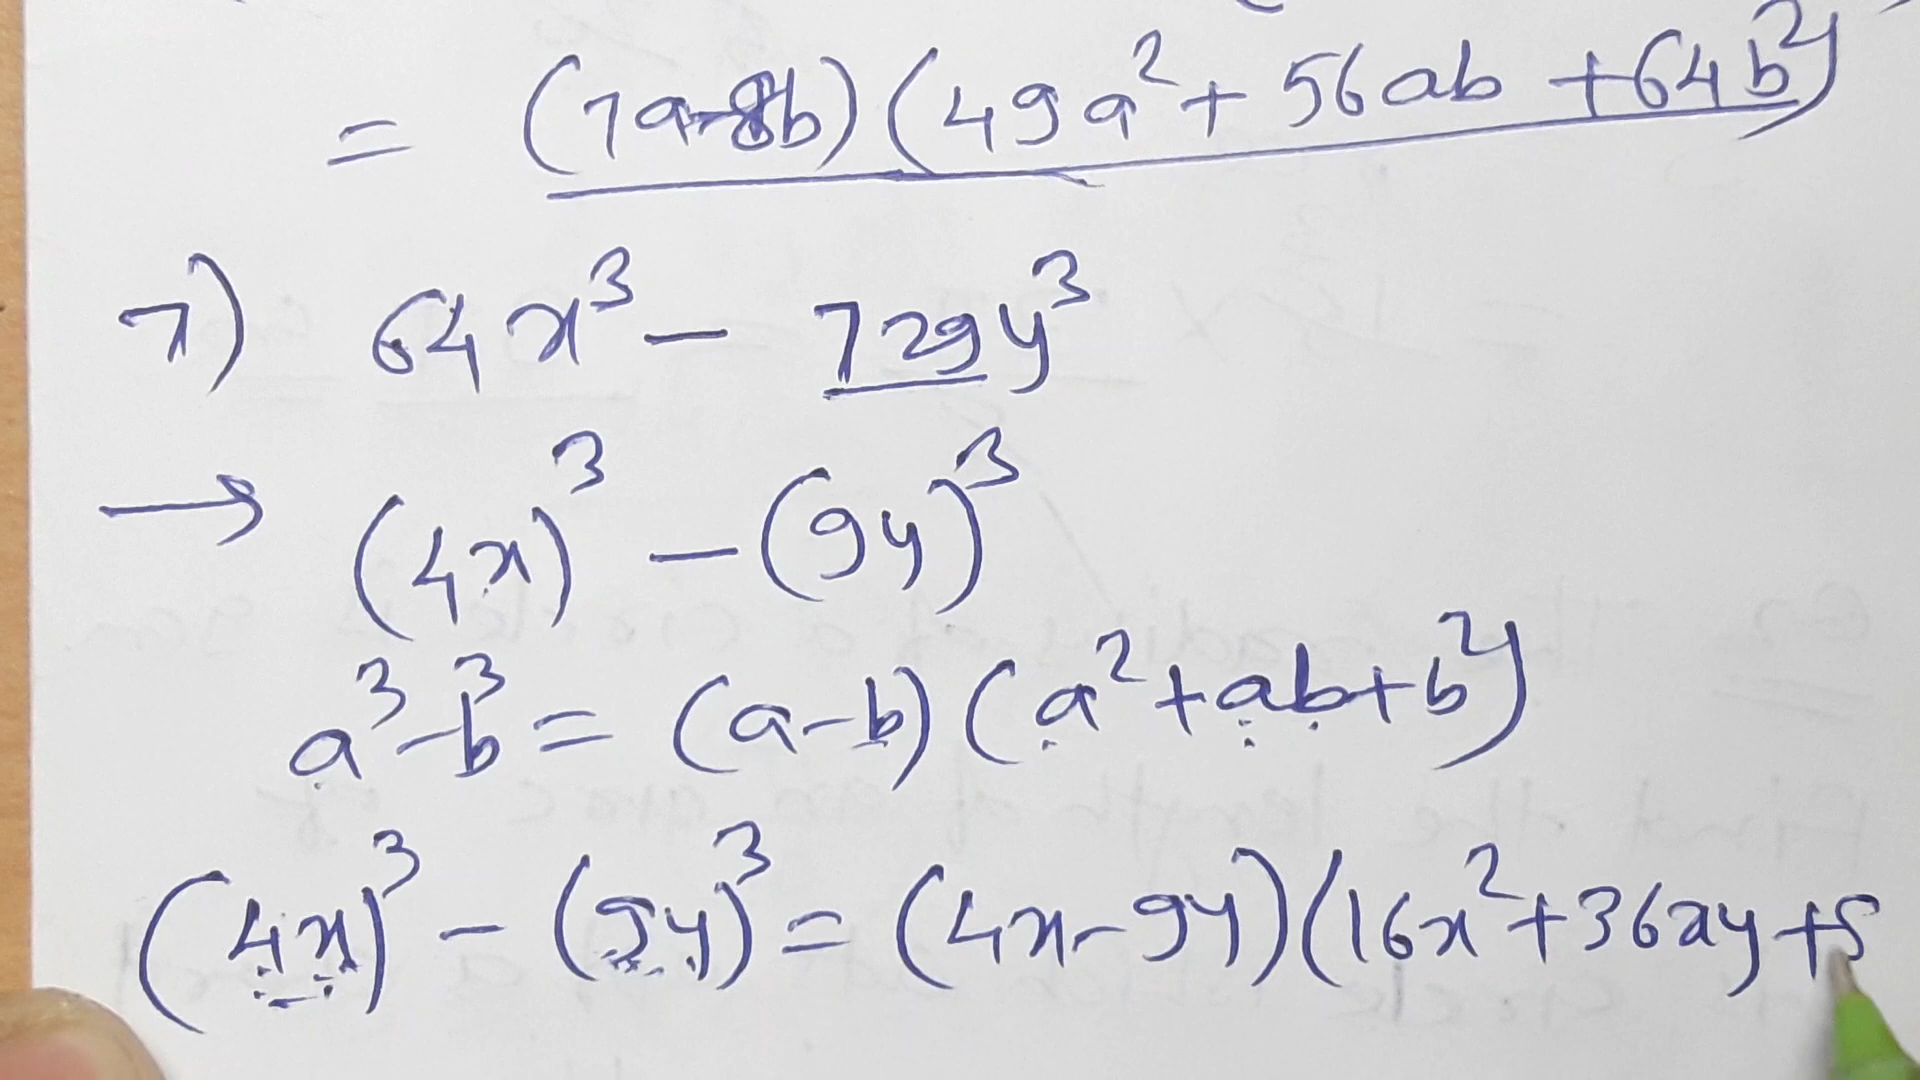 = (7a-8b)(49a²+56ab+64b²)
7) 64x³ - 729y³
→ (4x)³ - (9y)³
a³-b³ = (a-b)(a²+ab+b²)
(4x)³ - (9y)³ = (4x-9y)(16x²+36xy+